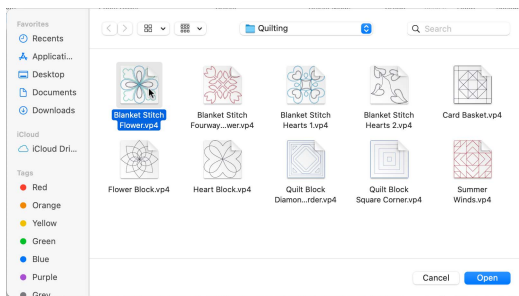 Favorites
Recents
Applicati...
Desktop
Documents
Downloads
iCloud
iCloud Dri...
Tags
Red
Orange
Yellow
Green
Blue
Purple
Grey
Quilting
Search
Blanket Stitch
Flower.vp4
Blanket Stitch
Fourway...wer.vp4
Blanket Stitch
Hearts 1.vp4
Blanket Stitch
Hearts 2.vp4
Card Basket.vp4
Flower Block.vp4
Heart Block.vp4
Quilt Block
Diamon...rder.vp4
Quilt Block
Square Corner.vp4
Summer
Winds.vp4
Cancel
Open